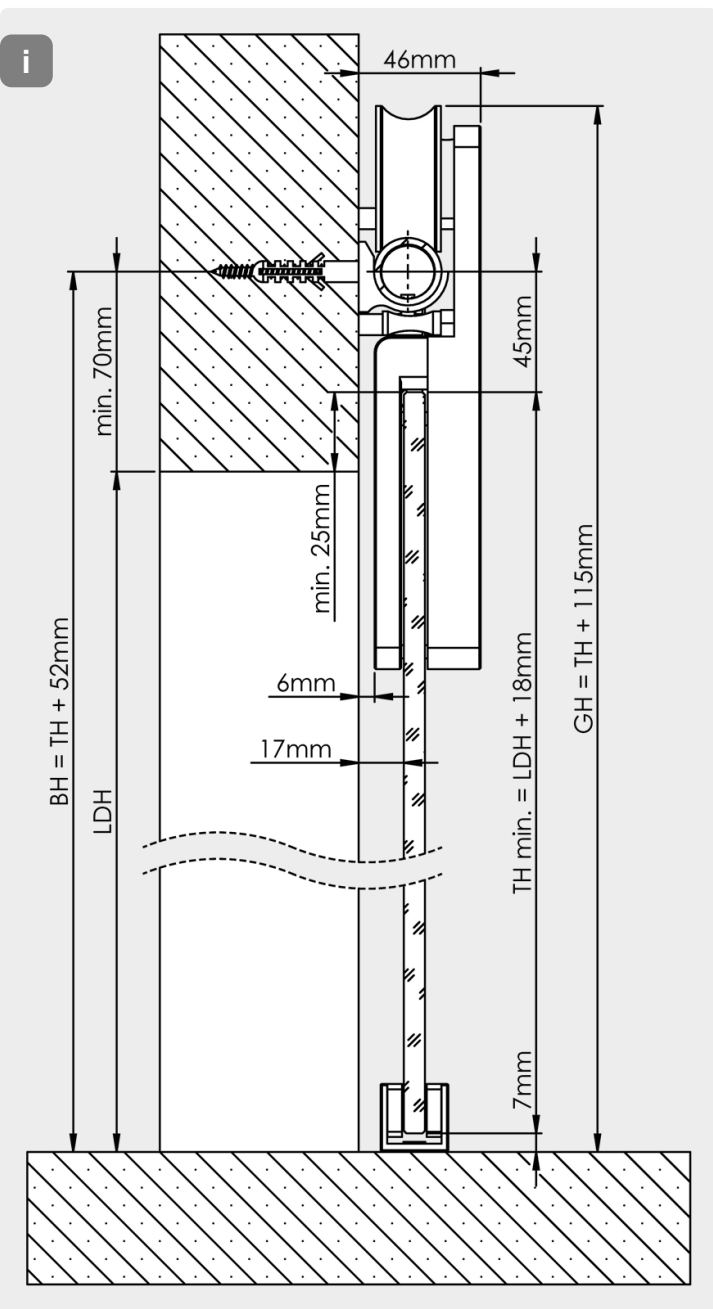 i
46mm
min. 70mm
45mm
min. 25mm
BH = TH + 52mm
LDH
6mm
17mm
TH min. = LDH + 18mm
GH = TH + 115mm
7mm